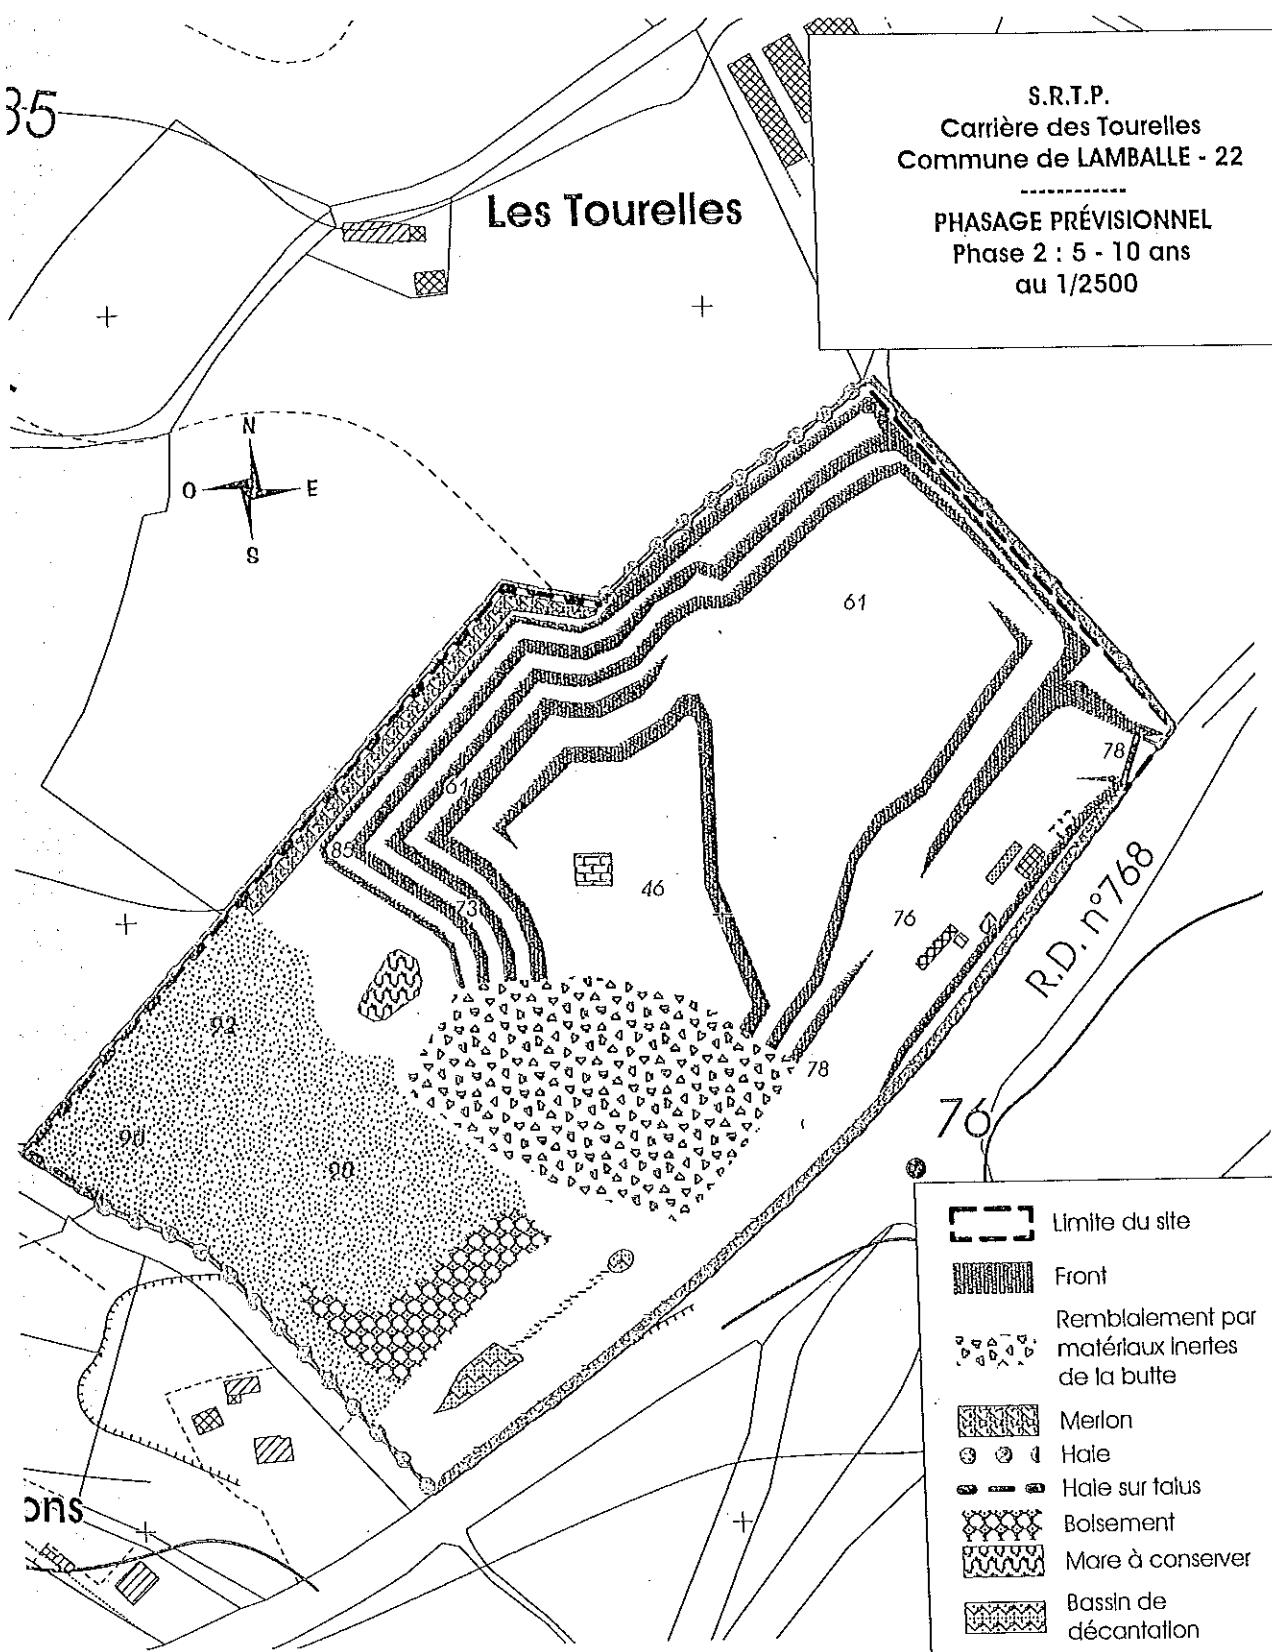 S.R.T.P.
Carrière des Tourelles
Commune de LAMBALLE - 22
------------
PHASAGE PRÉVISIONNEL
Phase 2 : 5 - 10 ans
au 1/2500
35
Les Tourelles
N
O
E
S
61
61
78
85
46
73
76
R.D. n°768
92
78
90
90
76
ons
Limite du site
Front
Remblaiement par
matériaux inertes
de la butte
Merlon
Haie
Haie sur talus
Boisement
Mare à conserver
Bassin de
décantation